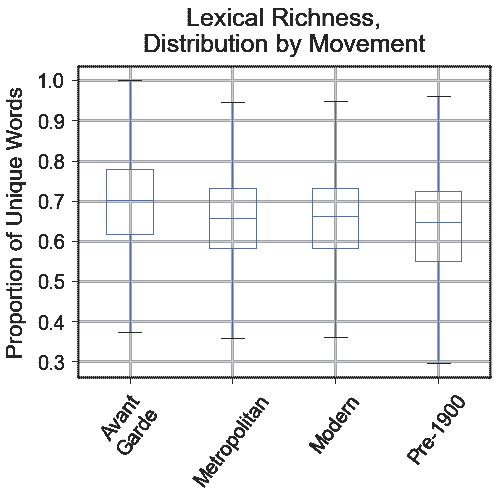 Lexical Richness,
Distribution by Movement
Proportion of Unique Words
1.0
0.9
0.8
0.7
0.6
0.5
0.4
0.3
Avant
Garde
Metropolitan
Modern
Pre-1900